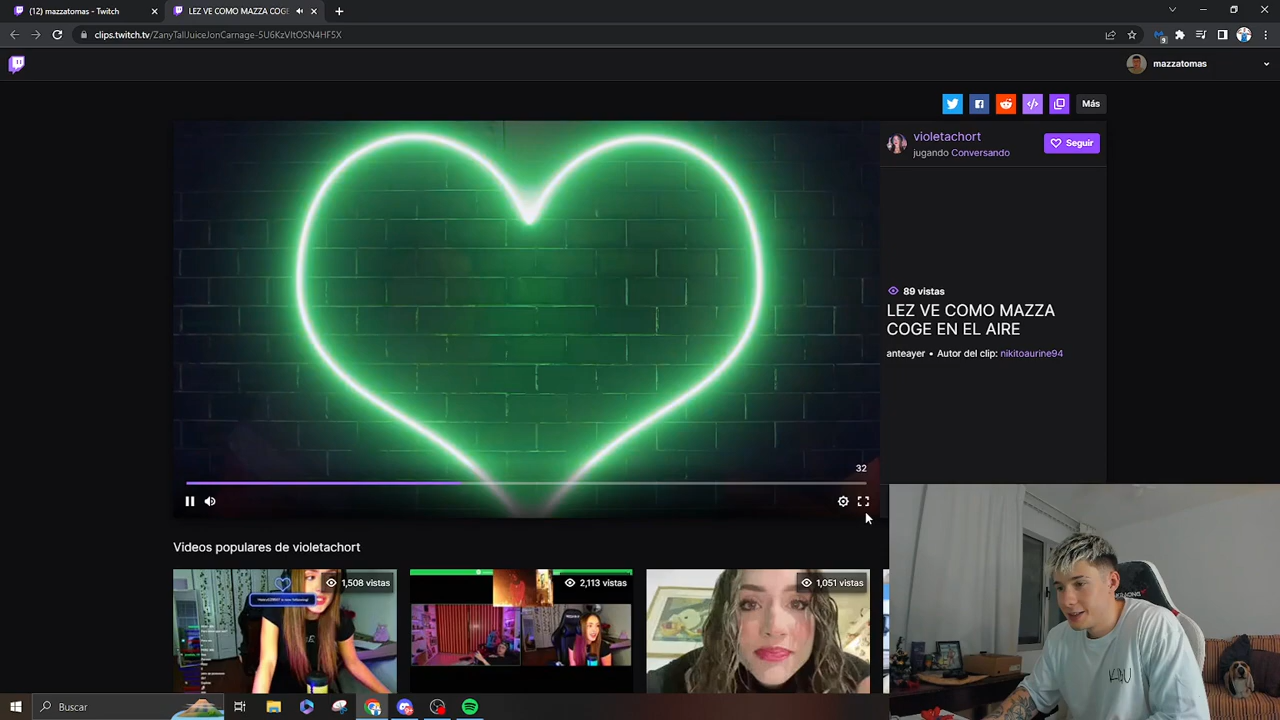 (12) mazzatomas - Twitch
LEZ VE COMO MAZZA COGE
clips.twitch.tv/ZanyTallJuiceJonCarnage-5U6KzVItOSN4HF5X
9
mazzatomas
Más
violetachort
jugando Conversando
Seguir
89 vistas
LEZ VE COMO MAZZA
COGE EN EL AIRE
anteayer • Autor del clip: nikitoaurine94
32
Videos populares de violetachort
1,508 vistas
2,113 vistas
1,051 vistas
Buscar